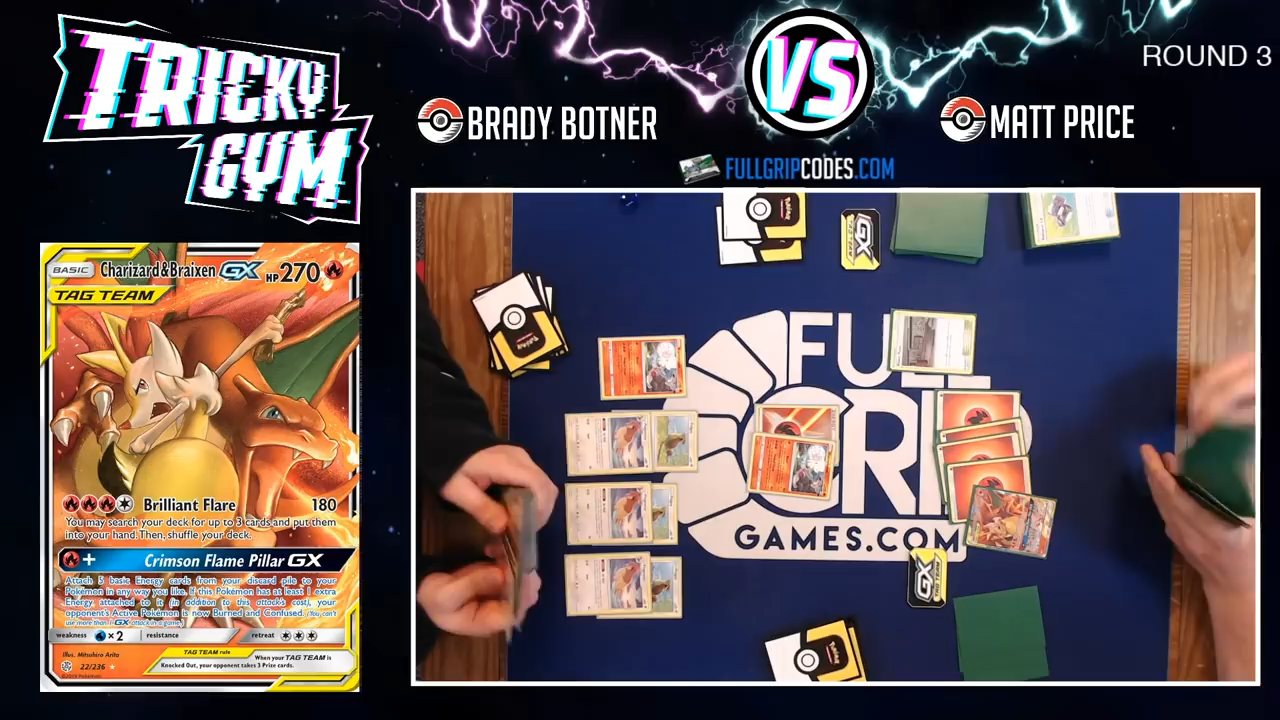 TRICKY
GYM
VS
ROUND 3
BRADY BOTNER
MATT PRICE
FULLGRIPCODES.COM
BASIC Charizard&Braixen GX HP270
TAG TEAM
Brilliant Flare 180
You may search your deck for up to 3 cards and put them
into your hand. Then, shuffle your deck.
+ Crimson Flame Pillar GX
Attach 5 basic Energy cards from your discard pile to your
Pokémon in any way you like. If this Pokémon has at least 1 extra
Energy attached to it (in addition to this attack's cost), your
opponent's Active Pokémon is now Burned and Confused. (You can't
use more than 1 GX attack in a game.)
weakness ×2 resistance retreat
Illus. Mitsuhiro Arita
22/236
TAG TEAM rule
When your TAG TEAM is
Knocked Out, your opponent takes 3 Prize cards.
FULL
GRIP
GAMES.COM
GX
GX